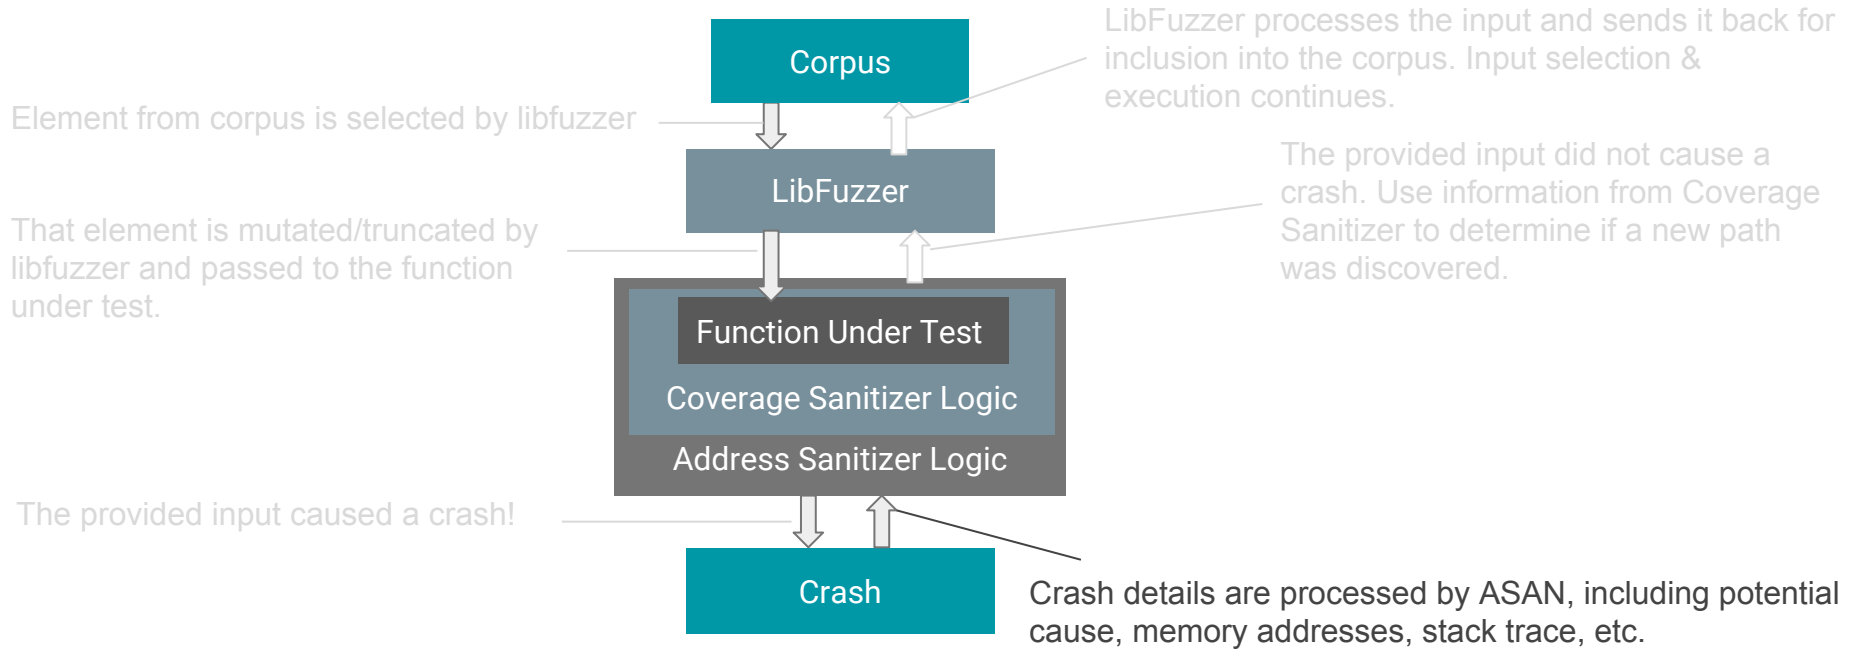 LibFuzzer processes the input and sends it back for
inclusion into the corpus. Input selection &
execution continues.
Corpus
Element from corpus is selected by libfuzzer
The provided input did not cause a
crash. Use information from Coverage
Sanitizer to determine if a new path
was discovered.
LibFuzzer
That element is mutated/truncated by
libfuzzer and passed to the function
under test.
Function Under Test
Coverage Sanitizer Logic
Address Sanitizer Logic
The provided input caused a crash!
Crash
Crash details are processed by ASAN, including potential
cause, memory addresses, stack trace, etc.